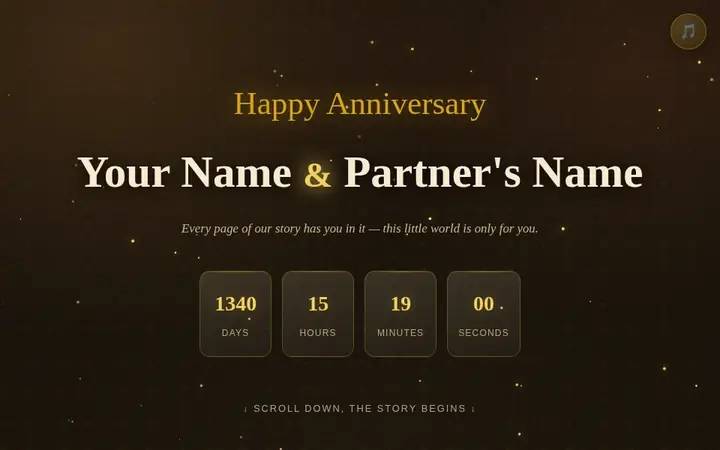 Happy Anniversary
Your Name & Partner's Name
Every page of our story has you in it — this little world is only for you.
1340 15 19 00
DAYS HOURS MINUTES SECONDS
↓ SCROLL DOWN, THE STORY BEGINS ↓